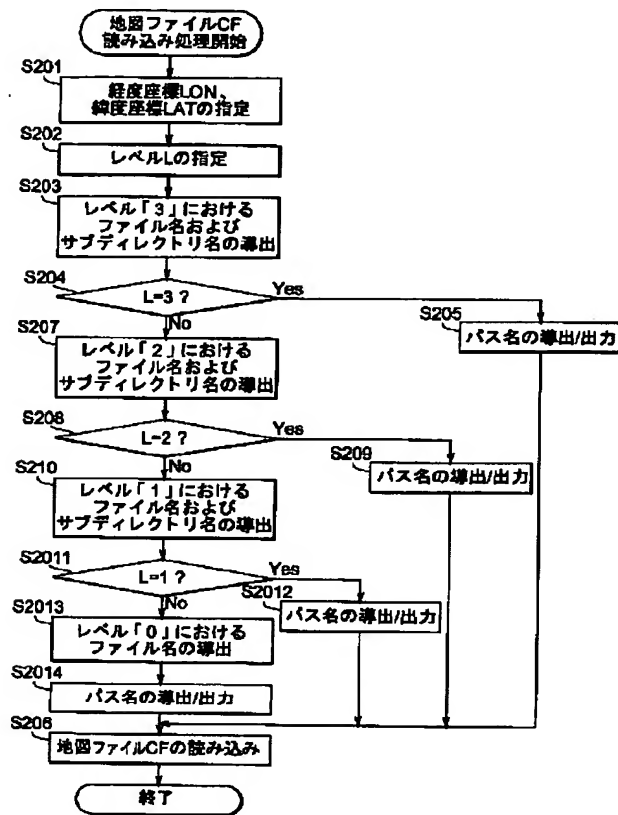 地図ファイルCF
読み込み処理開始
S201
経度座標LON、
緯度座標LATの指定
S202
レベルLの指定
S203
レベル「3」における
ファイル名および
サブディレクトリ名の導出
S204
L=3 ?
Yes
No
S205
パス名の導出/出力
S207
レベル「2」における
ファイル名および
サブディレクトリ名の導出
S208
L=2 ?
Yes
No
S209
パス名の導出/出力
S210
レベル「1」における
ファイル名および
サブディレクトリ名の導出
S2011
L=1 ?
Yes
No
S2012
パス名の導出/出力
S2013
レベル「0」における
ファイル名の導出
S2014
パス名の導出/出力
S206
地図ファイルCFの読み込み
終了